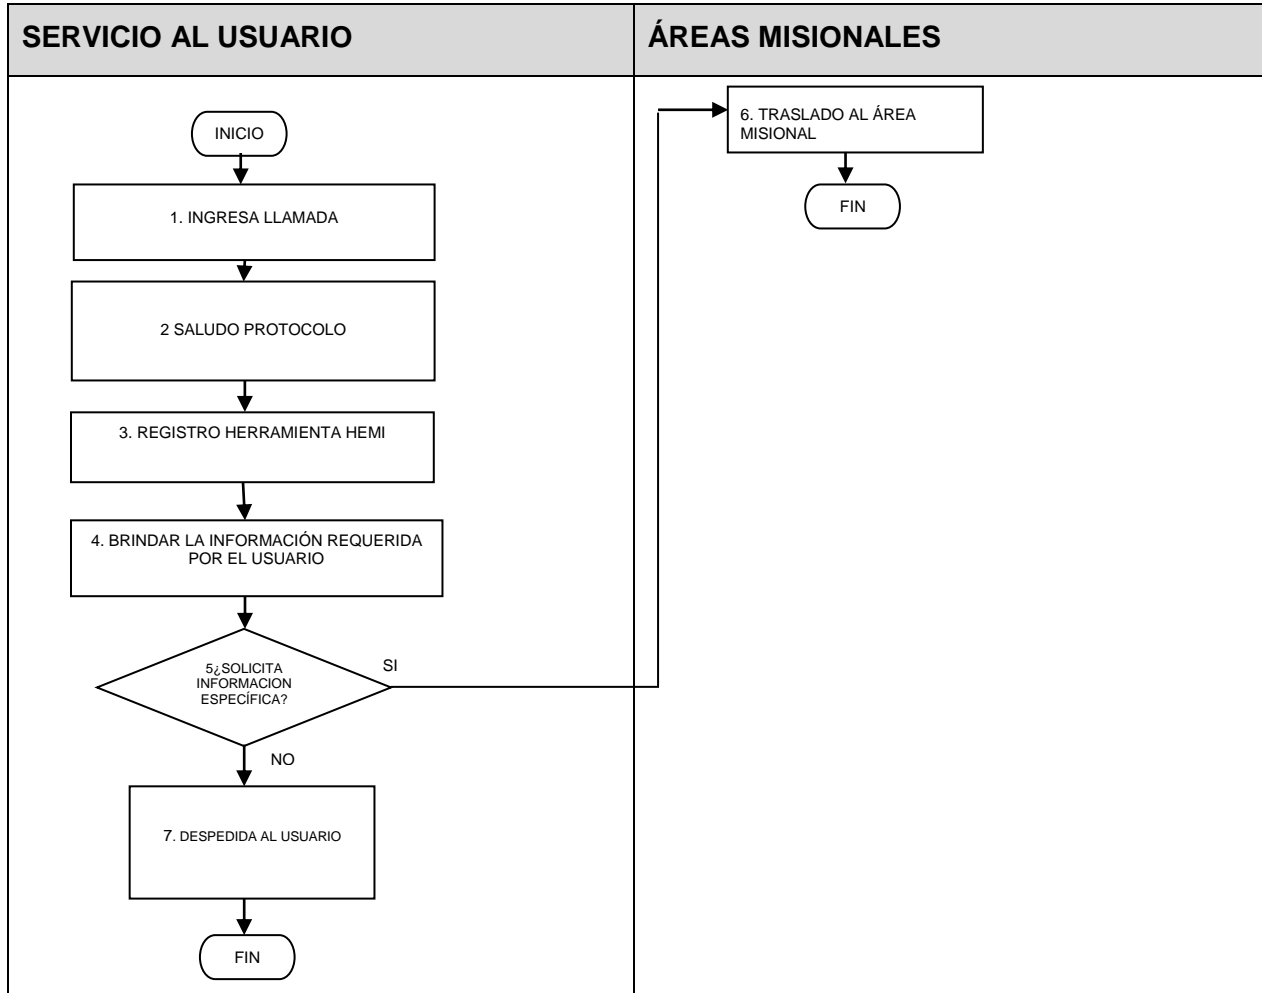 SERVICIO AL USUARIO
ÁREAS MISIONALES
INICIO
1. INGRESA LLAMADA
2 SALUDO PROTOCOLO
3. REGISTRO HERRAMIENTA HEMI
4. BRINDAR LA INFORMACIÓN REQUERIDA
POR EL USUARIO
5¿SOLICITA
INFORMACION
ESPECÍFICA?
SI
NO
7. DESPEDIDA AL USUARIO
FIN
6. TRASLADO AL ÁREA
MISIONAL
FIN